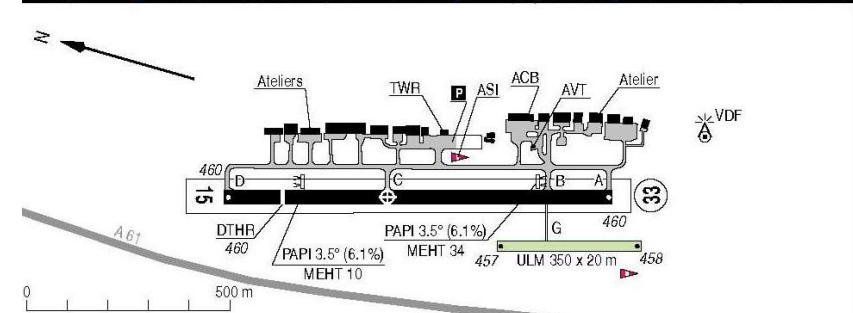 N
Ateliers
TWR
P
ASI
ACB
AVT
Atelier
VDF
460
D
C
B
A
15
33
DTHR
460
PAPI 3.5° (6.1%)
MEHT 10
PAPI 3.5° (6.1%)
MEHT 34
G
460
457
ULM 350 x 20 m
458
A 61
0
500 m